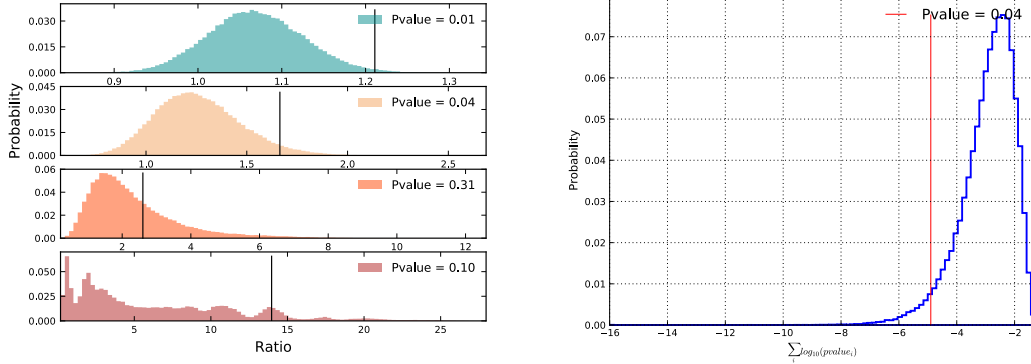 0.030
0.015
0.000
0.9 1.0 1.1 1.2 1.3
Pvalue = 0.01
0.045
0.030
0.015
0.000
1.0 1.5 2.0 2.5
Pvalue = 0.04
0.06
0.04
0.02
0.00
2 4 6 8 10 12
Pvalue = 0.31
0.050
0.025
0.000
5 10 15 20 25
Pvalue = 0.10
Probability
Ratio
Pvalue = 0.04
0.07
0.06
0.05
0.04
0.03
0.02
0.01
0.00
−16 −14 −12 −10 −8 −6 −4 −2
Probability
∑ log₁₀(pvalueᵢ)
i